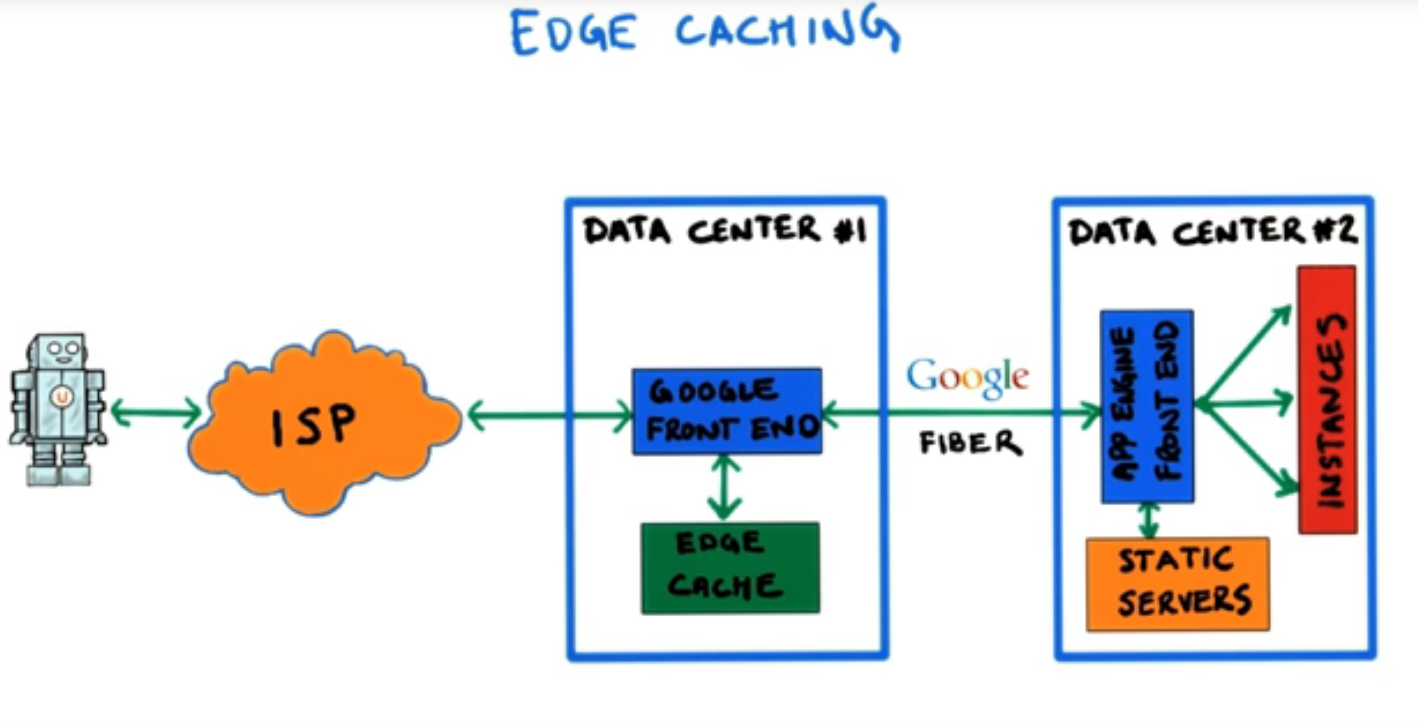 EDGE CACHING
DATA CENTER #1
DATA CENTER #2
U
ISP
GOOGLE
FRONT END
EDGE
CACHE
Google
FIBER
APP ENGINE
FRONT END
INSTANCES
STATIC
SERVERS